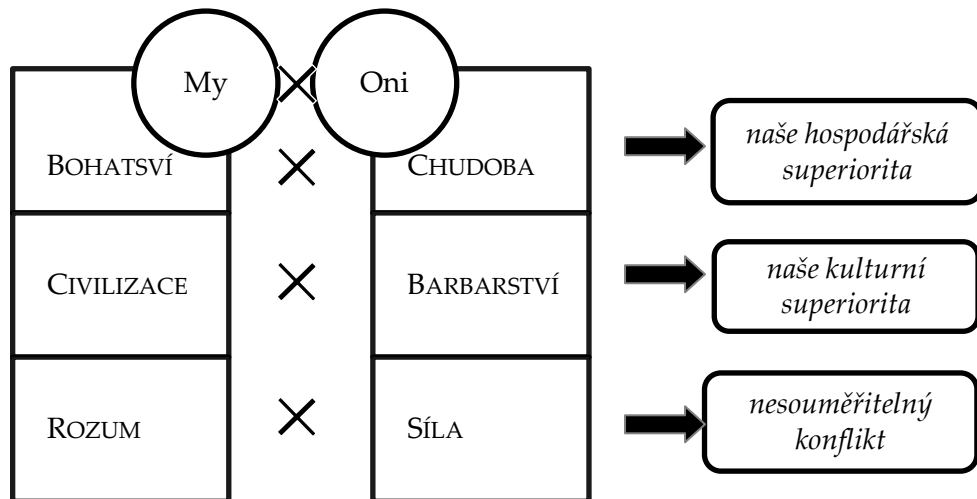 My × Oni
BOHATSVÍ × CHUDOBA
naše hospodářská
superiorita
CIVILIZACE × BARBARSTVÍ
naše kulturní
superiorita
ROZUM × SÍLA
nesouměřitelný
konflikt